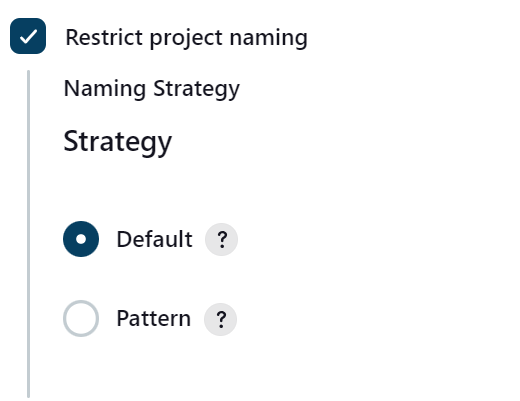 Restrict project naming
Naming Strategy
Strategy
Default ?
Pattern ?